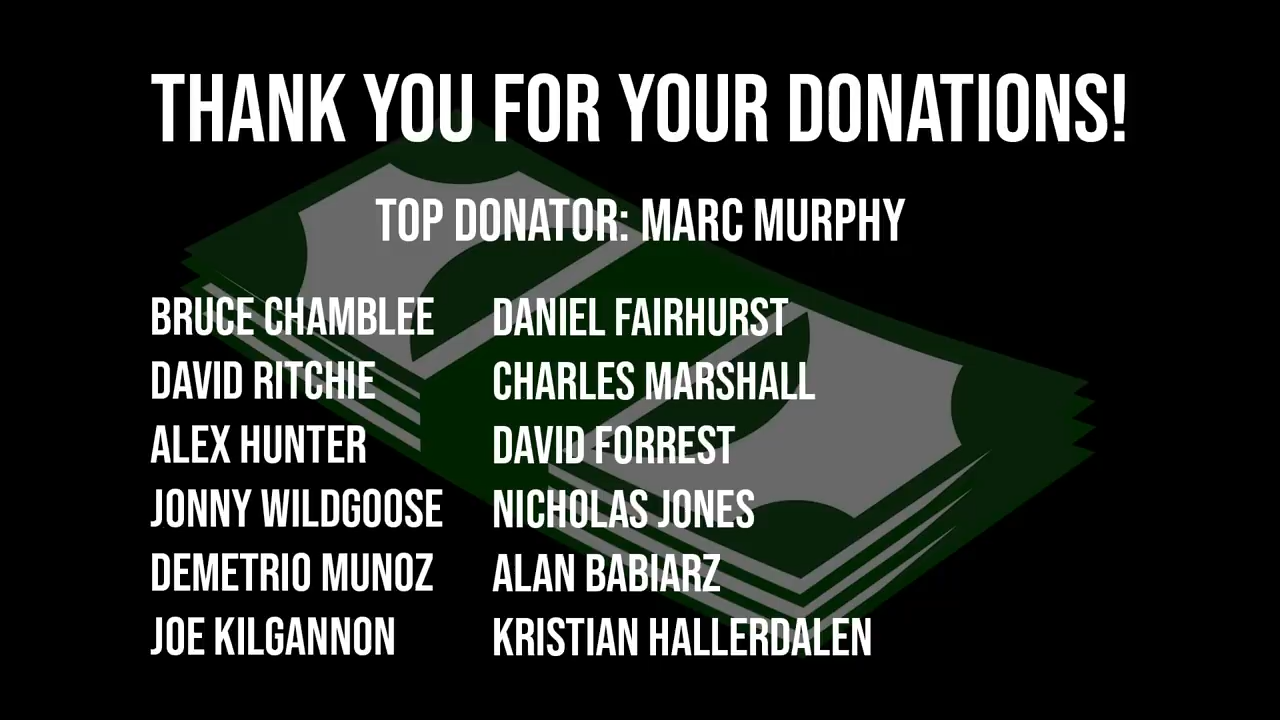 THANK YOU FOR YOUR DONATIONS!
TOP DONATOR: MARC MURPHY
BRUCE CHAMBLEE
DAVID RITCHIE
ALEX HUNTER
JONNY WILDGOOSE
DEMETRIO MUNOZ
JOE KILGANNON
DANIEL FAIRHURST
CHARLES MARSHALL
DAVID FORREST
NICHOLAS JONES
ALAN BABIARZ
KRISTIAN HALLERDALEN